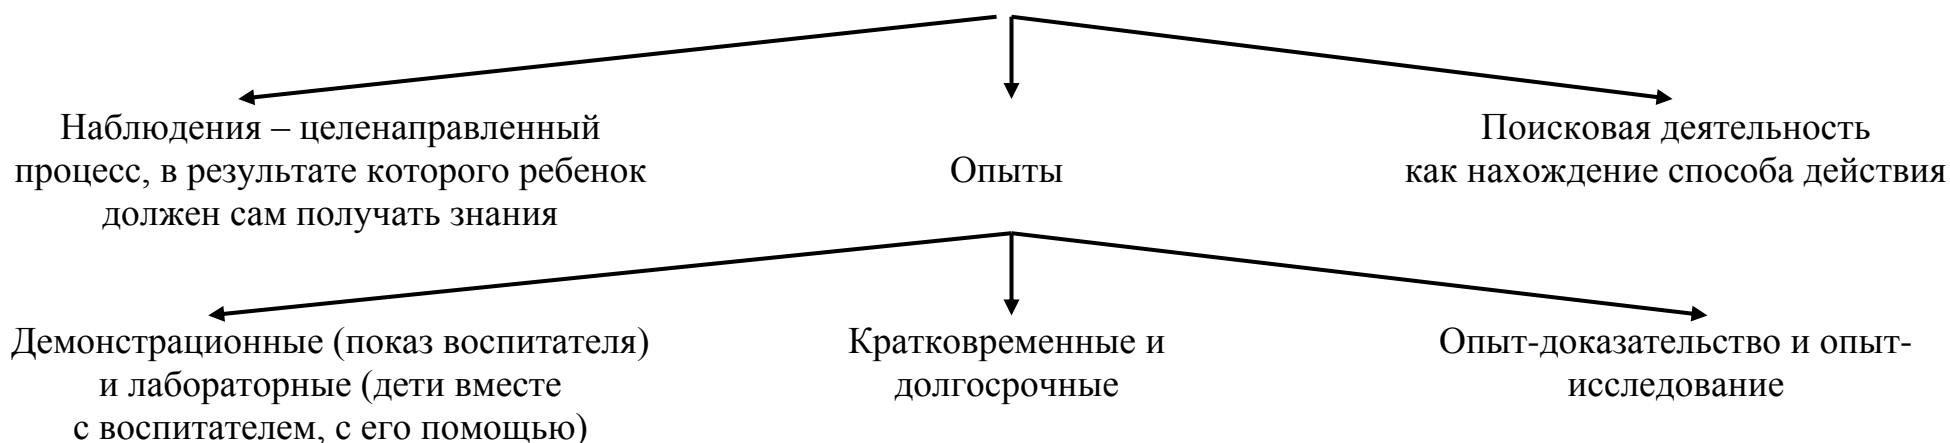 Наблюдения – целенаправленный
процесс, в результате которого ребенок
должен сам получать знания
Опыты
Поисковая деятельность
как нахождение способа действия
Демонстрационные (показ воспитателя)
и лабораторные (дети вместе
с воспитателем, с его помощью)
Кратковременные и
долгосрочные
Опыт-доказательство и опыт-
исследование